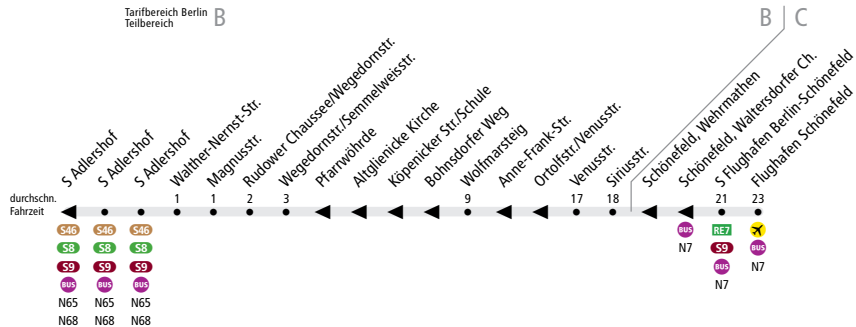 Tarifbereich Berlin
Teilbereich
B
B
C
S Adlershof
S Adlershof
S Adlershof
Walther-Nernst-Str.
Magnusstr.
Rudower Chaussee/Wegedornstr.
Wegedornstr./Semmelweisstr.
Pfarrwöhrde
Altglienicke Kirche
Köpenicker Str./Schule
Bohnsdorfer Weg
Wolfmarsteig
Anne-Frank-Str.
Ortolfstr./Venusstr.
Venusstr.
Siriusstr.
Schönefeld, Wehrmathen
Schönefeld, Waltersdorfer Ch.
S Flughafen Berlin-Schönefeld
Flughafen Schönefeld
durchschn.
Fahrzeit
1 1 2 3 9 17 18 21 23
S46 S46 S46
S8 S8 S8
S9 S9 S9
BUS BUS BUS
N65 N65 N65
N68 N68 N68
BUS
N7
RE7
S9
BUS
N7
BUS
N7